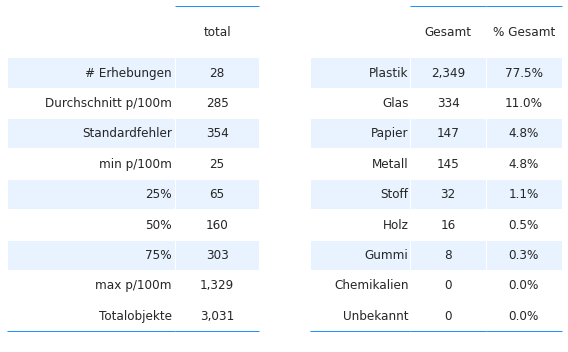 total
# Erhebungen 28
Durchschnitt p/100m 285
Standardfehler 354
min p/100m 25
25% 65
50% 160
75% 303
max p/100m 1,329
Totalobjekte 3,031
Gesamt % Gesamt
Plastik 2,349 77.5%
Glas 334 11.0%
Papier 147 4.8%
Metall 145 4.8%
Stoff 32 1.1%
Holz 16 0.5%
Gummi 8 0.3%
Chemikalien 0 0.0%
Unbekannt 0 0.0%